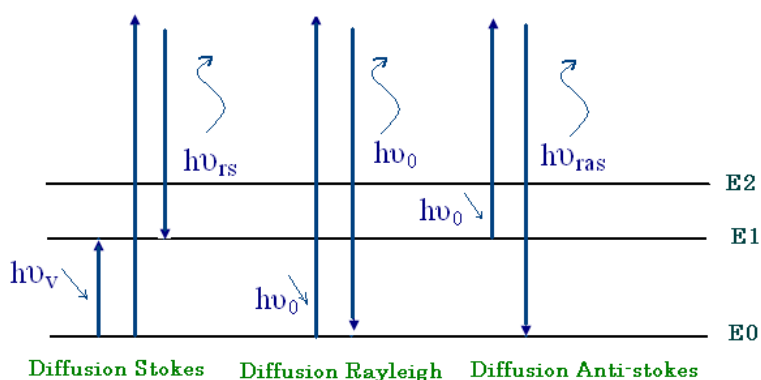 hυrs
hυ0
hυras
E2
hυ0
E1
hυv
hυ0
E0
Diffusion Stokes
Diffusion Rayleigh
Diffusion Anti-stokes